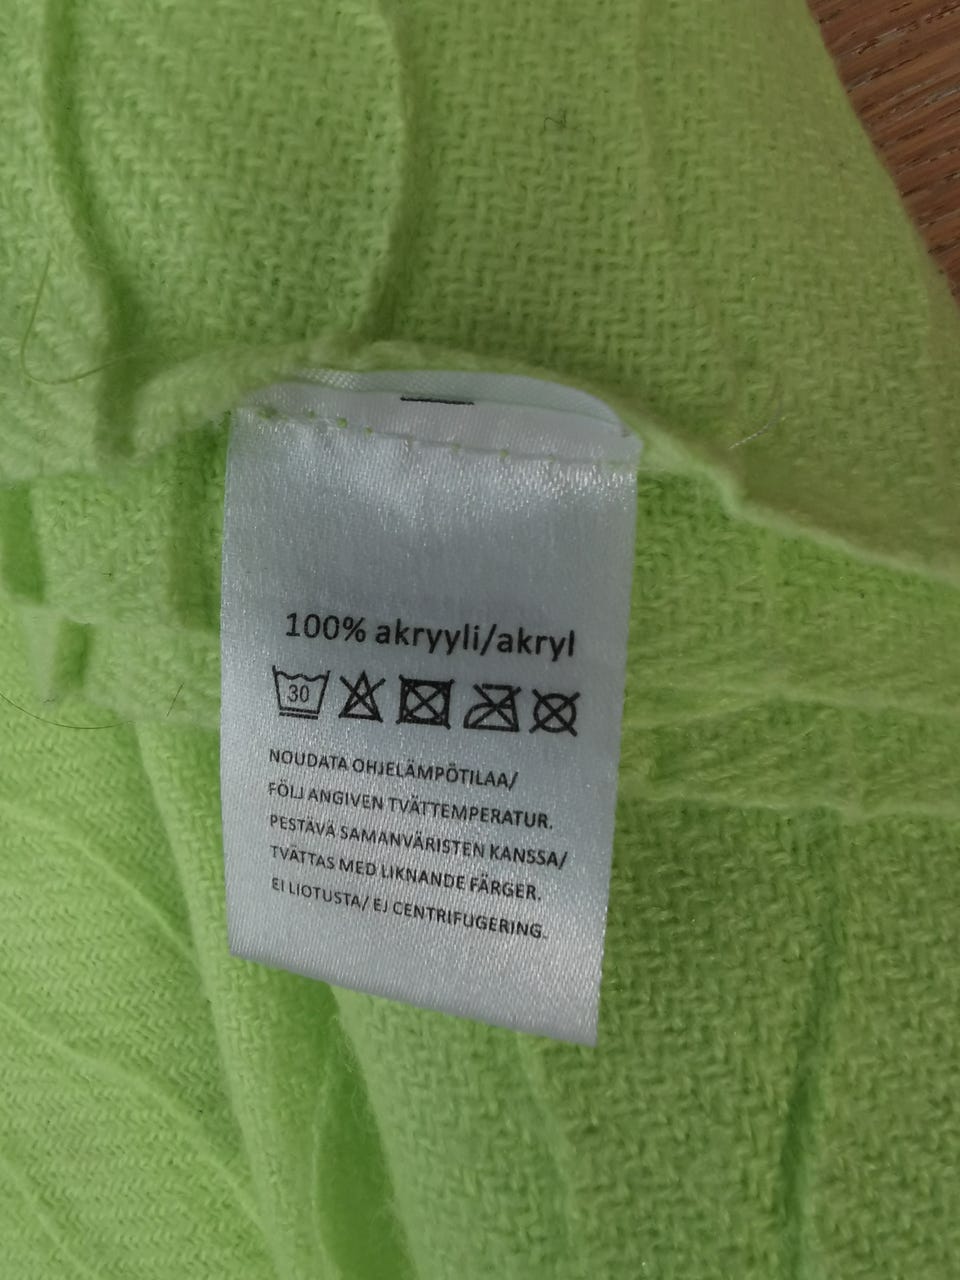 100% akryyli/akryl
30
NOUDATA OHJELÄMPÖTILAA/
FÖLJ ANGIVEN TVÄTTEMPERATUR.
PESTÄVÄ SAMANVÄRISTEN KANSSA/
TVÄTTAS MED LIKNANDE FÄRGER.
EI LIOTUSTA/ EJ CENTRIFUGERING.